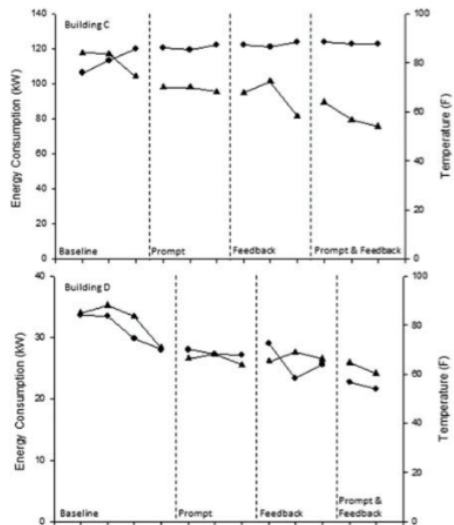 Building C
140
120
100
80
60
40
20
0
Energy Consumption (kW)
100
80
60
40
20
0
Temperature (F)
Baseline
Prompt
Feedback
Prompt & Feedback
Building D
40
30
20
10
0
Energy Consumption (kW)
100
80
60
40
20
0
Temperature (F)
Baseline
Prompt
Feedback
Prompt &
Feedback